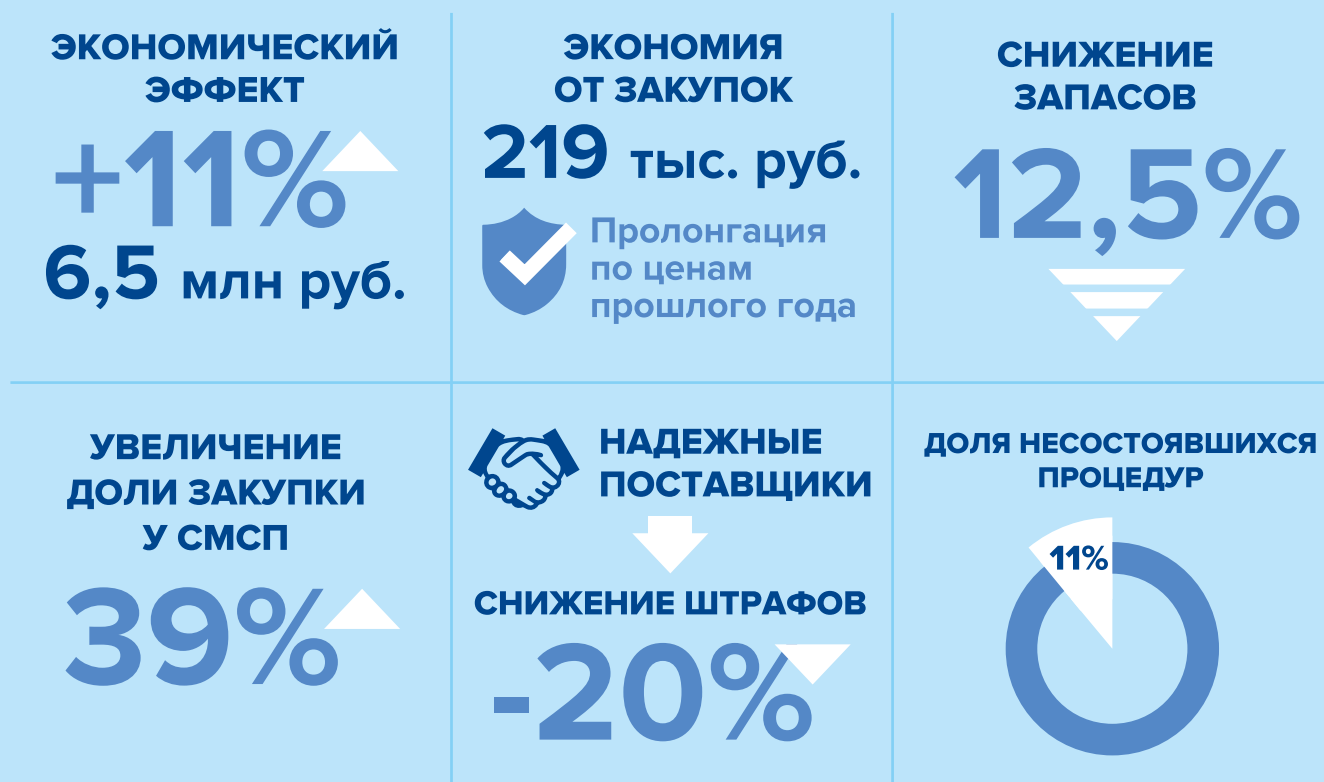 ЭКОНОМИЧЕСКИЙ
ЭФФЕКТ
+11%
6,5 млн руб.
ЭКОНОМИЯ
ОТ ЗАКУПОК
219 тыс. руб.
Пролонгация
по ценам
прошлого года
СНИЖЕНИЕ
ЗАПАСОВ
12,5%
УВЕЛИЧЕНИЕ
ДОЛИ ЗАКУПКИ
У СМСП
39%
НАДЕЖНЫЕ
ПОСТАВЩИКИ
СНИЖЕНИЕ ШТРАФОВ
-20%
ДОЛЯ НЕСОСТОЯВШИХСЯ
ПРОЦЕДУР
11%